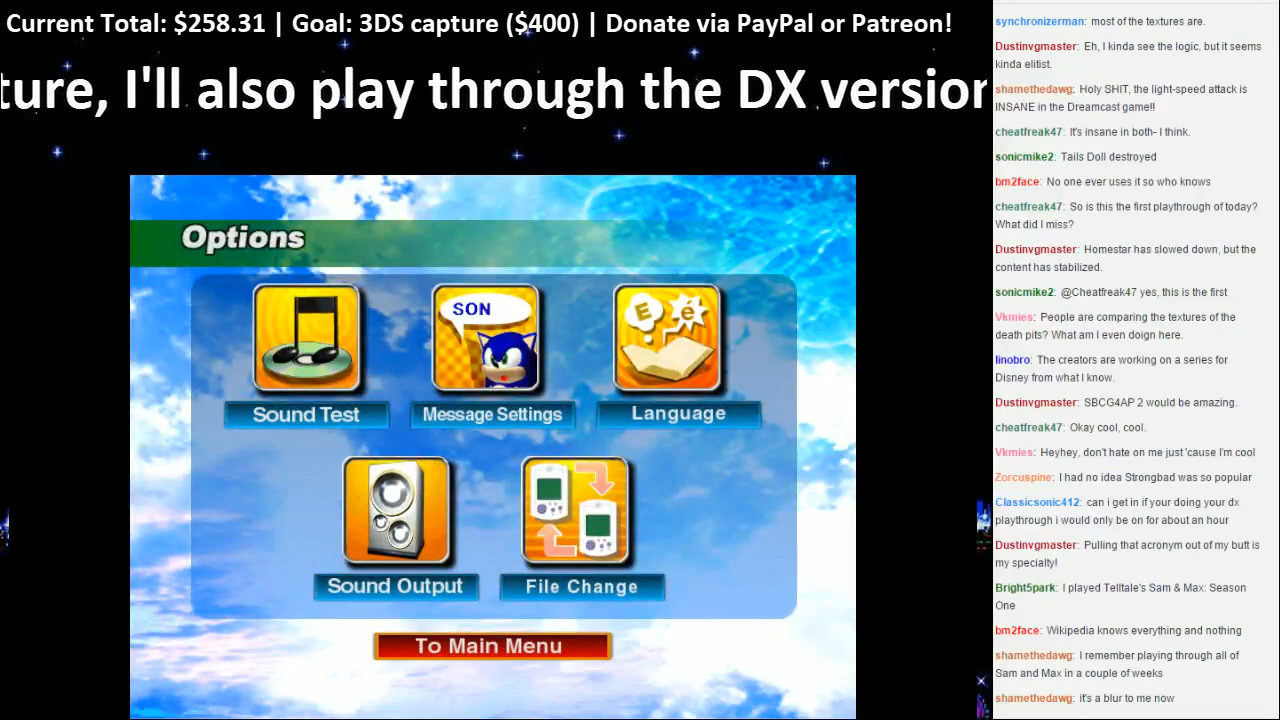 Current Total: $258.31 | Goal: 3DS capture ($400) | Donate via PayPal or Patreon!
ture, I'll also play through the DX version
Options
SON
E é
Sound Test
Message Settings
Language
Sound Output
File Change
To Main Menu
synchronizerman: most of the textures are.
Dustinvgmaster: Eh, I kinda see the logic, but it seems
kinda elitist.
shamethedawg: Holy SHIT, the light-speed attack is
INSANE in the Dreamcast game!!
cheatfreak47: It's insane in both- I think.
sonicmike2: Tails Doll destroyed
bm2face: No one ever uses it so who knows
cheatfreak47: So is this the first playthrough of today?
What did I miss?
Dustinvgmaster: Homestar has slowed down, but the
content has stabilized.
sonicmike2: @Cheatfreak47 yes, this is the first
Vkmies: People are comparing the textures of the
death pits? What am I even doign here.
linobro: The creators are working on a series for
Disney from what I know.
Dustinvgmaster: SBCG4AP 2 would be amazing.
cheatfreak47: Okay cool, cool.
Vkmies: Heyhey, don't hate on me just 'cause I'm cool
Zorcuspine: I had no idea Strongbad was so popular
Classicsonic412: can i get in if your doing your dx
playthrough i would only be on for about an hour
Dustinvgmaster: Pulling that acronym out of my butt is
my specialty!
Bright5park: I played Telltale's Sam & Max: Season
One
bm2face: Wikipedia knows everything and nothing
shamethedawg: I remember playing through all of
Sam and Max in a couple of weeks
shamethedawg: it's a blur to me now